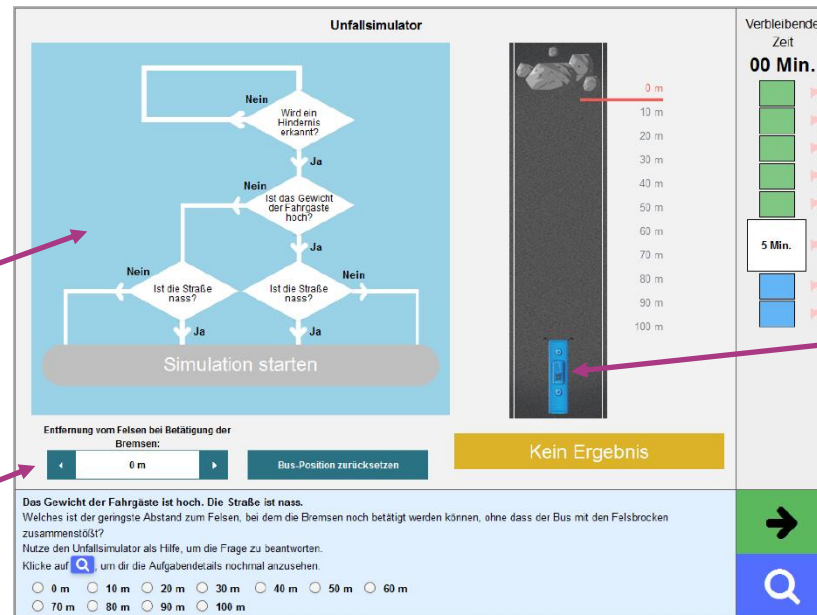 Unfallsimulator
Verbleibende
Zeit
00 Min.
Nein
Wird ein
Hindernis
erkannt?
Ja
Nein
Ist das Gewicht
der Fahrgäste
hoch?
Ja
Nein
Ist die Straße
nass?
Ist die Straße
nass?
Nein
Ja
Ja
Simulation starten
0 m
10 m
20 m
30 m
40 m
50 m
60 m
70 m
80 m
90 m
100 m
5 Min.
Entfernung vom Felsen bei Betätigung der
Bremsen:
0 m
Bus-Position zurücksetzen
Kein Ergebnis
Das Gewicht der Fahrgäste ist hoch. Die Straße ist nass.
Welches ist der geringste Abstand zum Felsen, bei dem die Bremsen noch betätigt werden können, ohne dass der Bus mit den Felsbrocken
zusammenstößt?
Nutze den Unfallsimulator als Hilfe, um die Frage zu beantworten.
Klicke auf , um dir die Aufgabendetails nochmal anzusehen.
0 m 10 m 20 m 30 m 40 m 50 m 60 m
70 m 80 m 90 m 100 m